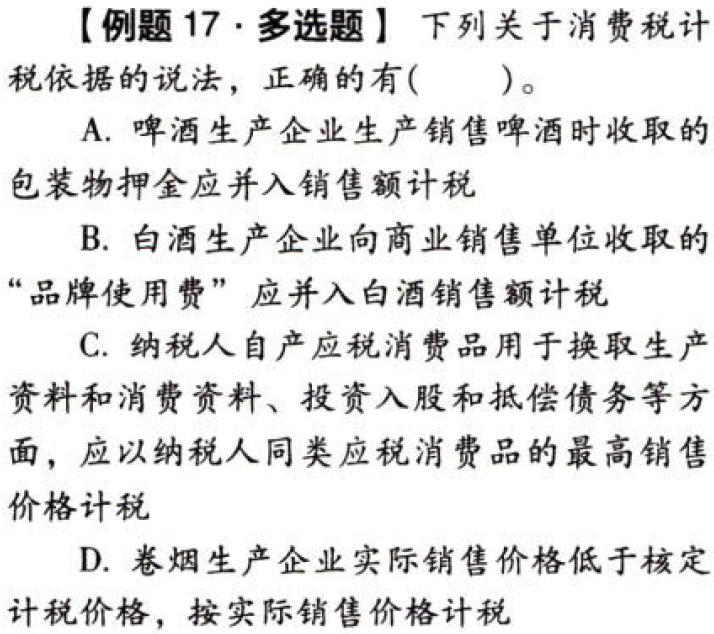 【例题 17·多选题】 下列关于消费税计
税依据的说法，正确的有(　　)。
A. 啤酒生产企业生产销售啤酒时收取的
包装物押金应并入销售额计税
B. 白酒生产企业向商业销售单位收取的
“品牌使用费”应并入白酒销售额计税
C. 纳税人自产应税消费品用于换取生产
资料和消费资料、投资入股和抵偿债务等方
面，应以纳税人同类应税消费品的最高销售
价格计税
D. 卷烟生产企业实际销售价格低于核定
计税价格，按实际销售价格计税